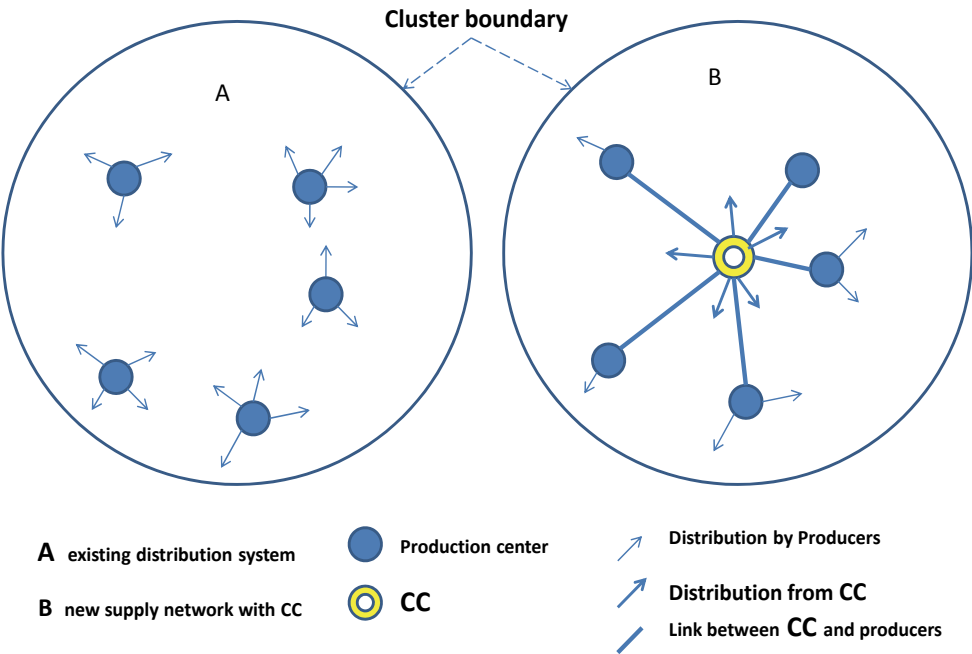 Cluster boundary
A
B
A existing distribution system
Production center
Distribution by Producers
B new supply network with CC
CC
Distribution from CC
Link between CC and producers